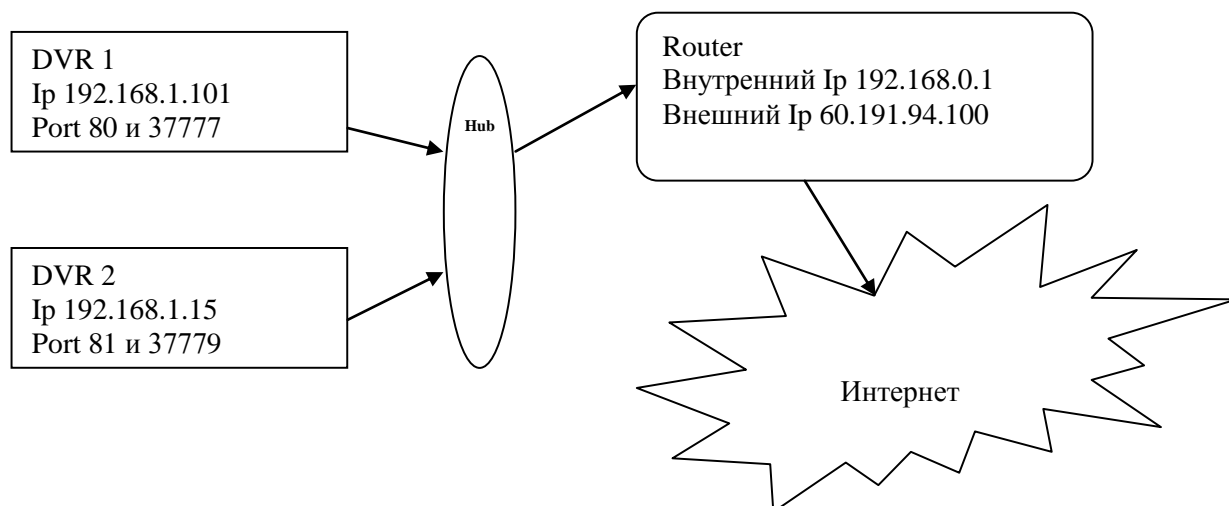 DVR 1
Ip 192.168.1.101
Port 80 и 37777
Hub
Router
Внутренний Ip 192.168.0.1
Внешний Ip 60.191.94.100
DVR 2
Ip 192.168.1.15
Port 81 и 37779
Интернет